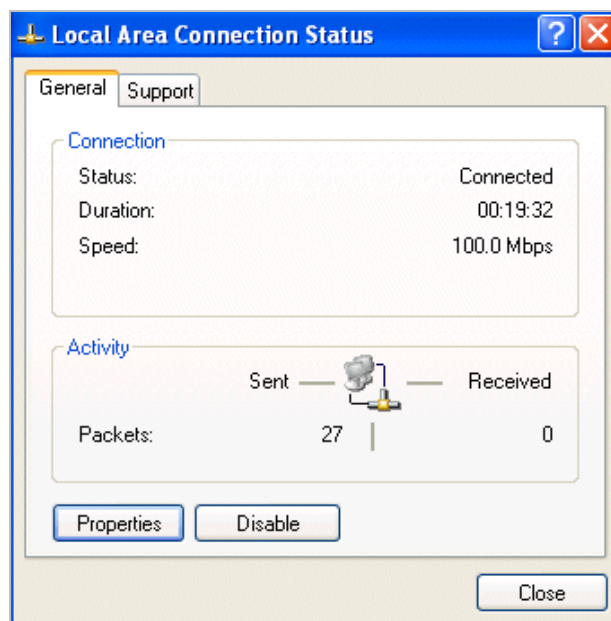 Local Area Connection Status
General Support
Connection
Status: Connected
Duration: 00:19:32
Speed: 100.0 Mbps
Activity
Sent Received
Packets: 27 0
Properties Disable
Close